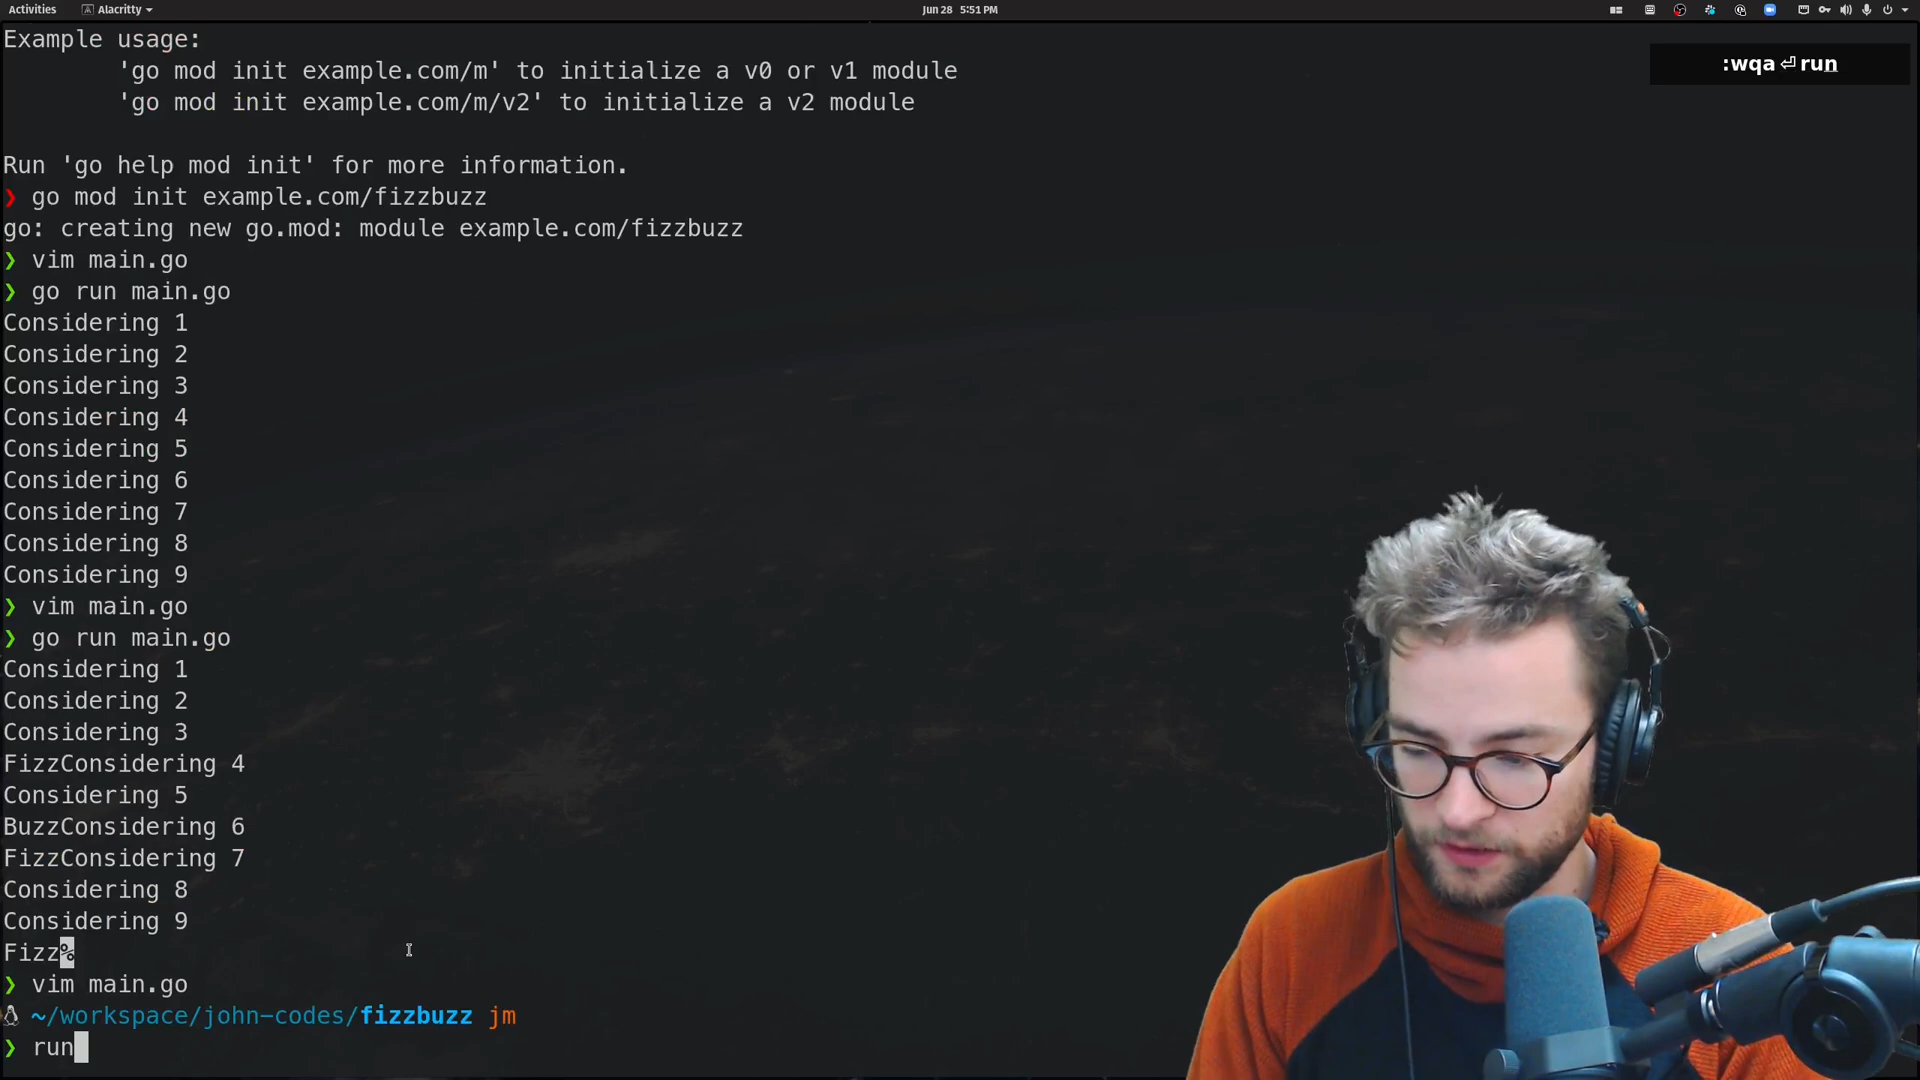 Activities
Alacritty
Jun 28 5:51 PM
:wqa⏎run
Example usage:
'go mod init example.com/m' to initialize a v0 or v1 module
'go mod init example.com/m/v2' to initialize a v2 module
Run 'go help mod init' for more information.
❯ go mod init example.com/fizzbuzz
go: creating new go.mod: module example.com/fizzbuzz
❯ vim main.go
❯ go run main.go
Considering 1
Considering 2
Considering 3
Considering 4
Considering 5
Considering 6
Considering 7
Considering 8
Considering 9
❯ vim main.go
❯ go run main.go
Considering 1
Considering 2
Considering 3
FizzConsidering 4
Considering 5
BuzzConsidering 6
FizzConsidering 7
Considering 8
Considering 9
Fizz%
❯ vim main.go
~/workspace/john-codes/fizzbuzz jm
❯ run